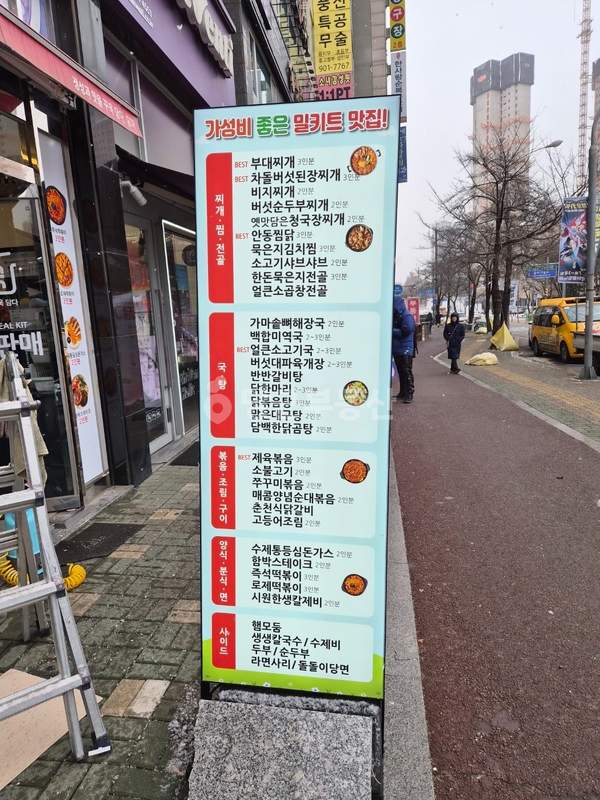 가성비 좋은 밀키트 맛집!
찌개·찜·전골
BEST 부대찌개 3인분
BEST 차돌버섯된장찌개 3인분
비지찌개 2인분
버섯순두부찌개 2인분
옛맛담은청국장찌개 2인분
BEST 안동찜닭 3인분
묵은지김치찜 3인분
소고기샤브샤브 2인분
한돈묵은지전골 3인분
얼큰소곱창전골
국·탕
가마솥뼈해장국 2인분
백합미역국 2~3인분
BEST 얼큰소고기국 2~3인분
버섯대파육개장 2~3인분
반반갈비탕 2인분
닭한마리 2~3인분
닭볶음탕 3인분
맑은대구탕 2인분
담백한닭곰탕 2인분
볶음·조림·구이
BEST 제육볶음 3인분
소불고기 2인분
쭈꾸미볶음 2인분
매콤양념순대볶음 2인분
춘천식닭갈비
고등어조림 2인분
양식·분식·면
수제통등심돈가스 2인분
함박스테이크 2인분
즉석떡볶이 3인분
로제떡볶이 3인분
시원한생칼제비 2인분
사이드
햄모둠
생생칼국수/수제비
두부/순두부
라면사리/돌돌이당면
901-7767
1:1PT